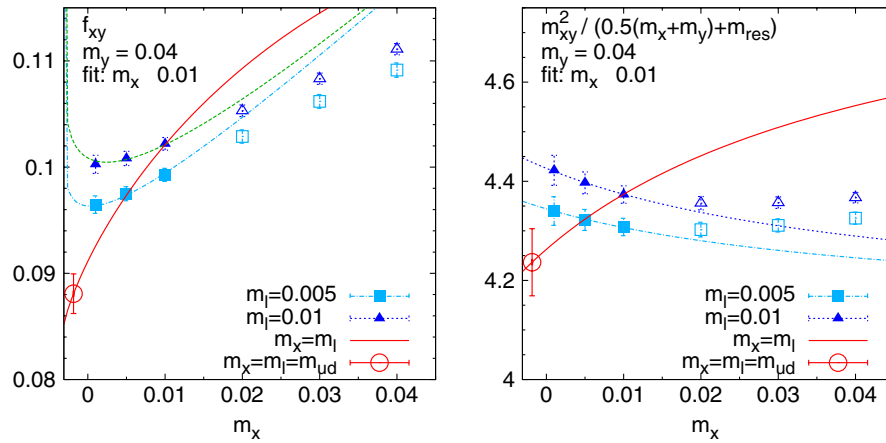 f_xy
m_y = 0.04
fit: m_x 0.01
0.11
0.1
0.09
0.08
m_l=0.005
m_l=0.01
m_x=m_l
m_x=m_l=m_ud
0 0.01 0.02 0.03 0.04
m_x
m_xy^2 / (0.5(m_x+m_y)+m_res)
m_y = 0.04
fit: m_x 0.01
4.6
4.4
4.2
4
m_l=0.005
m_l=0.01
m_x=m_l
m_x=m_l=m_ud
0 0.01 0.02 0.03 0.04
m_x